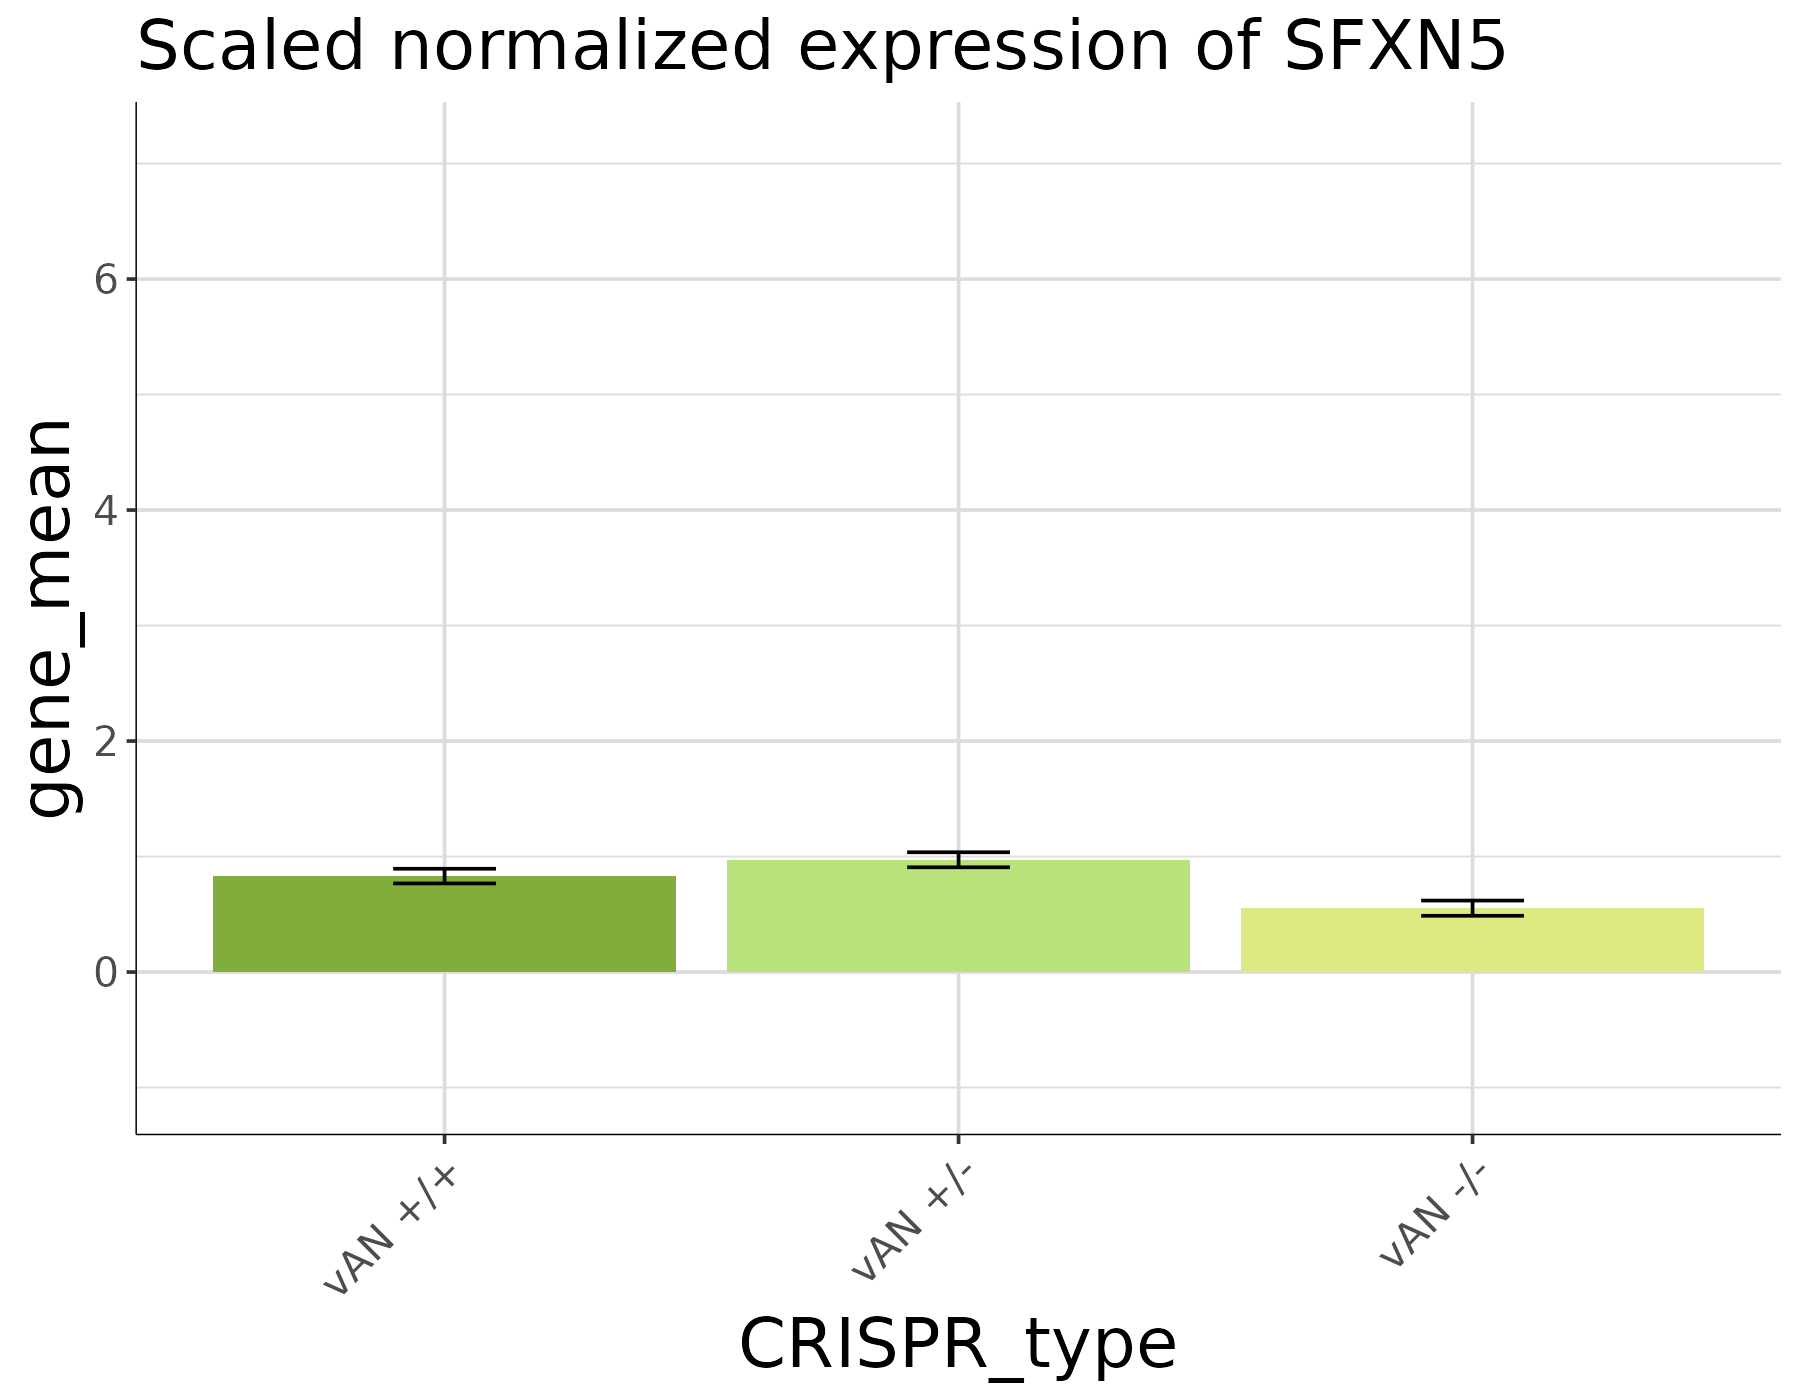 Scaled normalized expression of SFXN5
gene_mean
6
4
2
0
vAN +/+
vAN +/-
vAN -/-
CRISPR_type